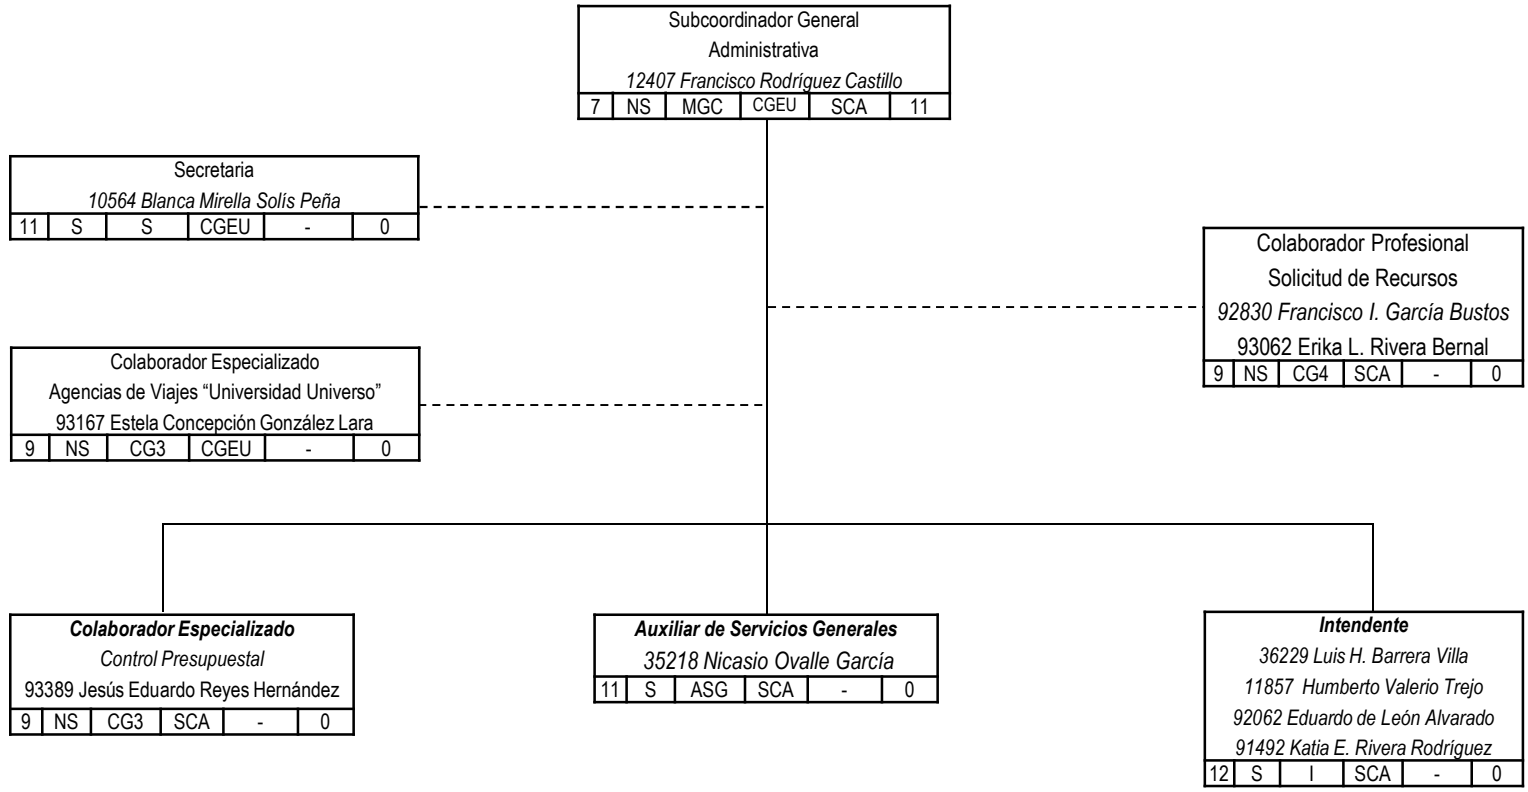 Subcoordinador General
Administrativa
12407 Francisco Rodríguez Castillo
7 NS MGC CGEU SCA 11
Secretaria
10564 Blanca Mirella Solís Peña
11 S S CGEU - 0
Colaborador Profesional
Solicitud de Recursos
92830 Francisco I. García Bustos
93062 Erika L. Rivera Bernal
9 NS CG4 SCA - 0
Colaborador Especializado
Agencias de Viajes “Universidad Universo”
93167 Estela Concepción González Lara
9 NS CG3 CGEU - 0
Colaborador Especializado
Control Presupuestal
93389 Jesús Eduardo Reyes Hernández
9 NS CG3 SCA - 0
Auxiliar de Servicios Generales
35218 Nicasio Ovalle García
11 S ASG SCA - 0
Intendente
36229 Luis H. Barrera Villa
11857 Humberto Valerio Trejo
92062 Eduardo de León Alvarado
91492 Katia E. Rivera Rodríguez
12 S I SCA - 0